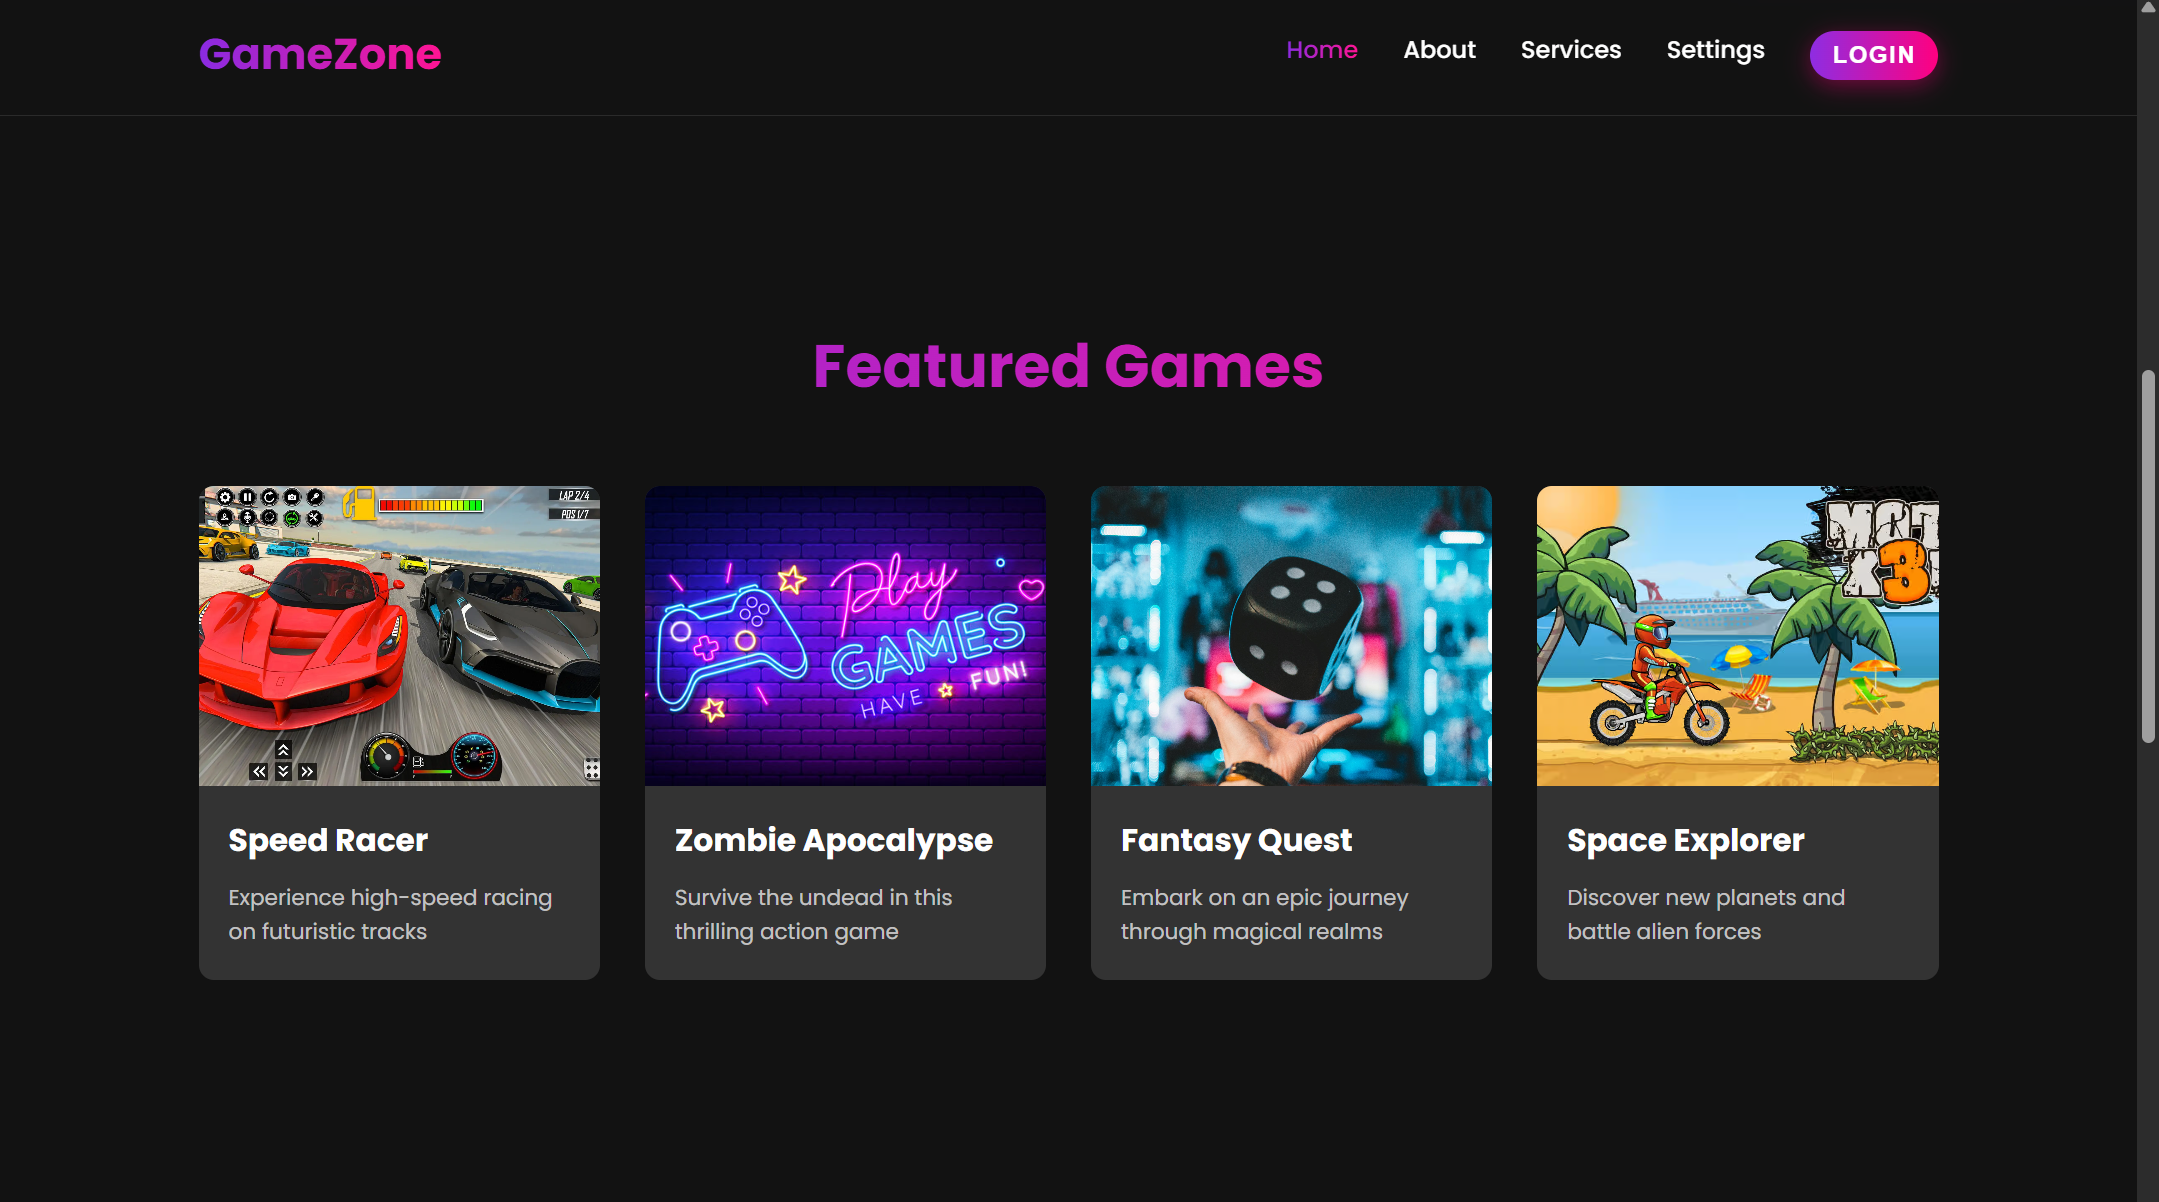 GameZone
Home About Services Settings LOGIN
Featured Games
LAP 2/4
POS 1/7
Play
GAMES
HAVE FUN!
X3
Speed Racer
Experience high-speed racing
on futuristic tracks
Zombie Apocalypse
Survive the undead in this
thrilling action game
Fantasy Quest
Embark on an epic journey
through magical realms
Space Explorer
Discover new planets and
battle alien forces